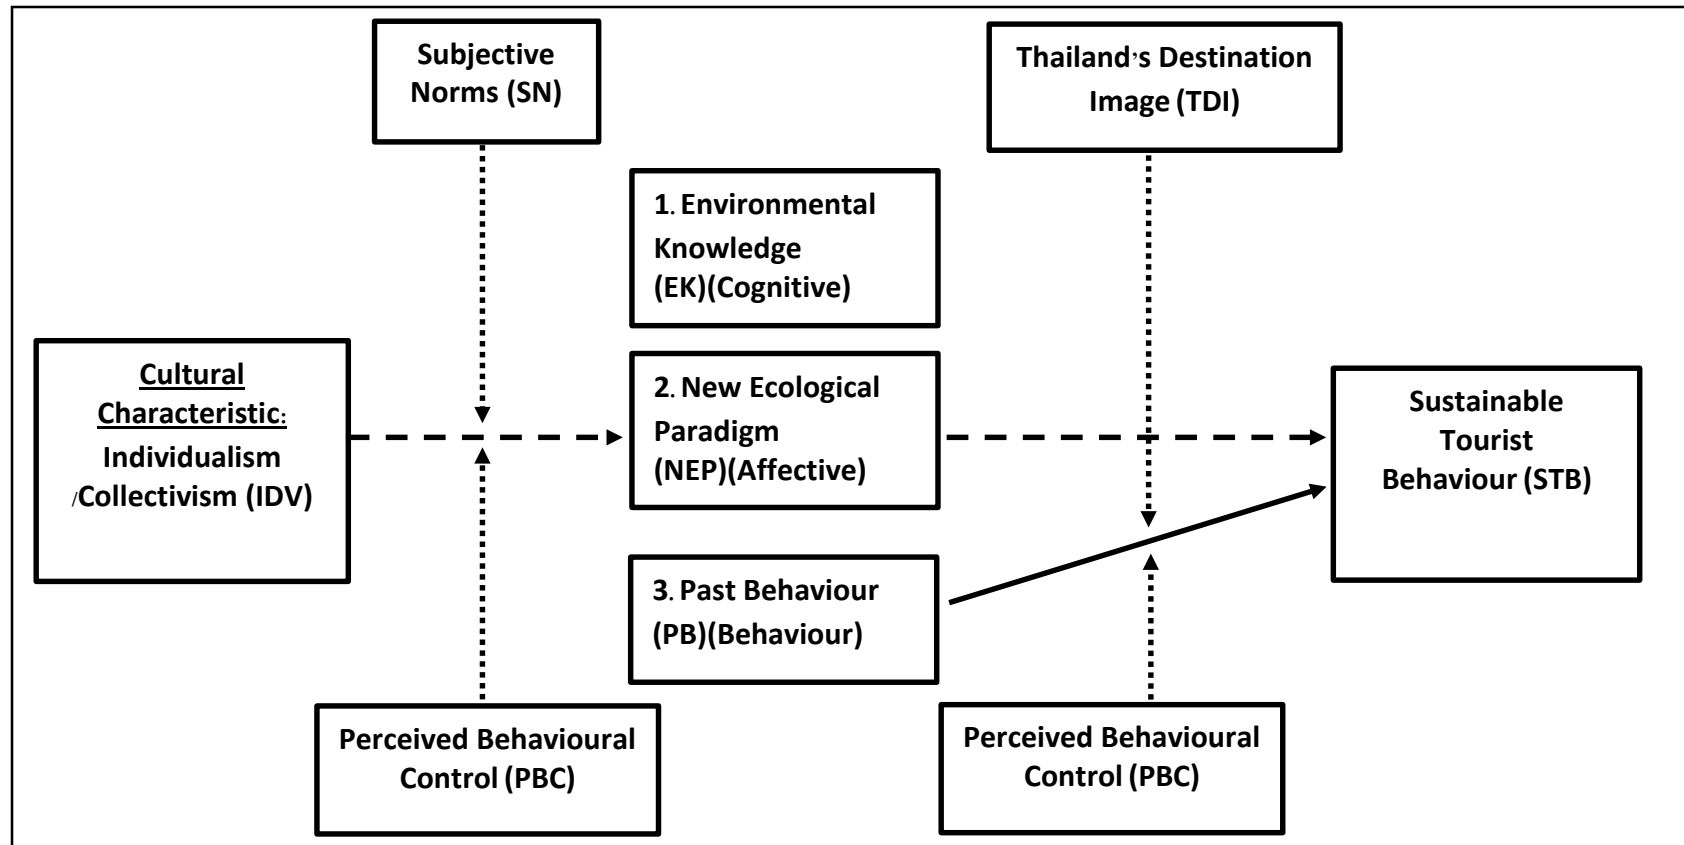 Subjective
Norms (SN)
Thailand's Destination
Image (TDI)
1. Environmental
Knowledge
(EK)(Cognitive)
Cultural
Characteristic:
Individualism
/Collectivism (IDV)
2. New Ecological
Paradigm
(NEP)(Affective)
Sustainable
Tourist
Behaviour (STB)
3. Past Behaviour
(PB)(Behaviour)
Perceived Behavioural
Control (PBC)
Perceived Behavioural
Control (PBC)